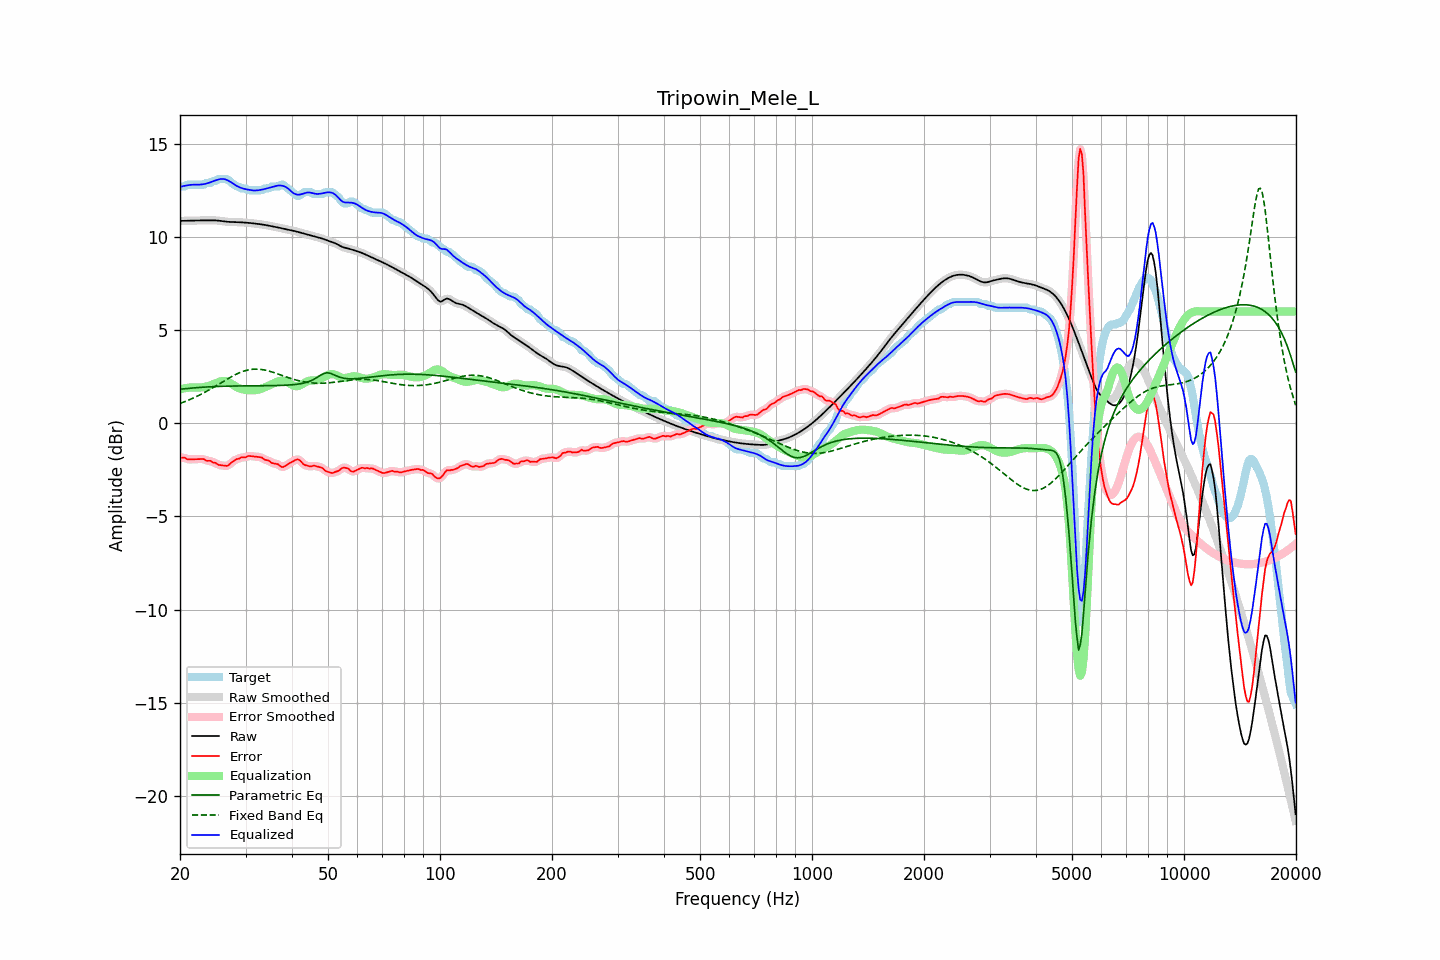 Tripowin_Mele_L
Amplitude (dBr)
15
10
5
0
−5
−10
−15
−20
Target
Raw Smoothed
Error Smoothed
Raw
Error
Equalization
Parametric Eq
Fixed Band Eq
Equalized
20 50 100 200 500 1000 2000 5000 10000 20000
Frequency (Hz)